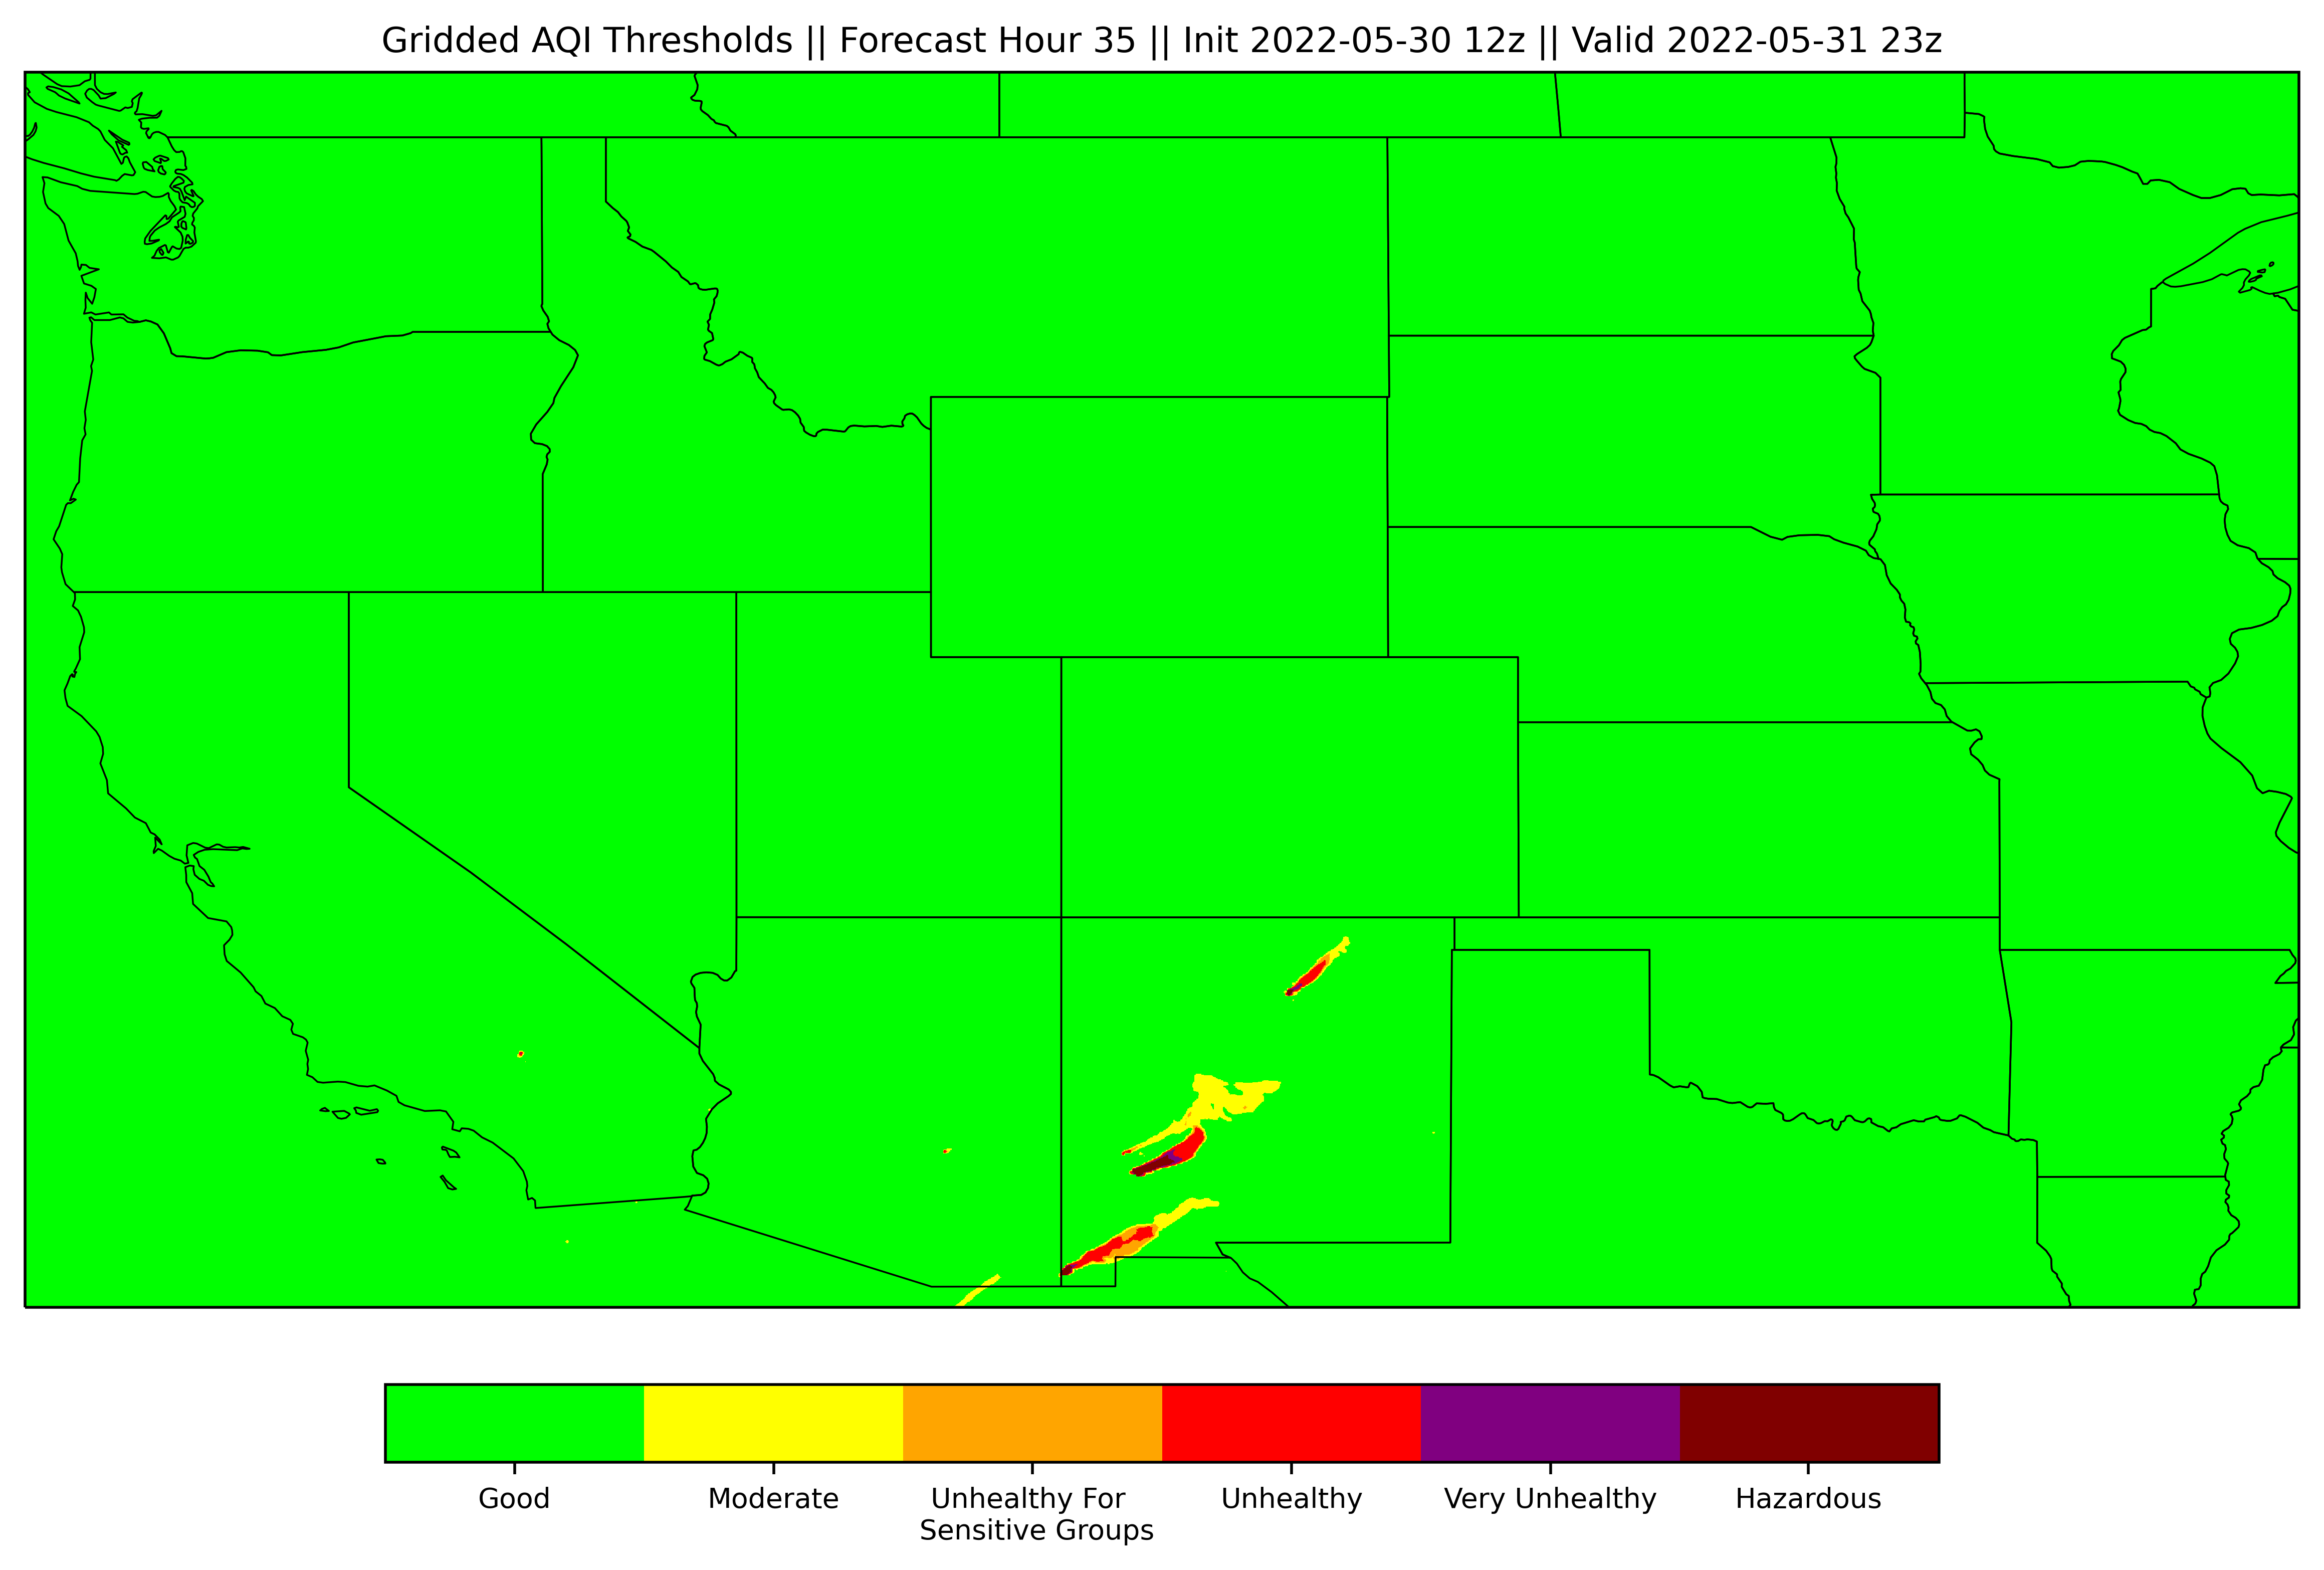 Gridded AQI Thresholds || Forecast Hour 35 || Init 2022-05-30 12z || Valid 2022-05-31 23z
Good
Moderate
Unhealthy For
Sensitive Groups
Unhealthy
Very Unhealthy
Hazardous